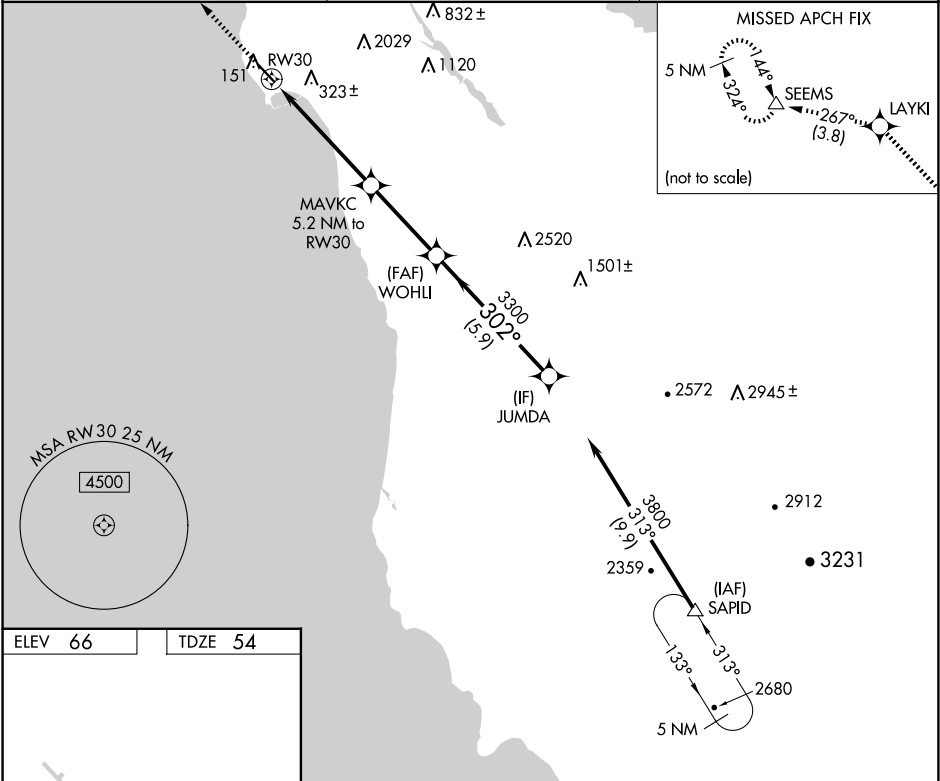 832±
2029
1120
RW30
151
323±
MISSED APCH FIX
5 NM
144°
324°
SEEMS
267°
(3.8)
LAYKI
(not to scale)
MAVKC
5.2 NM to
RW30
2520
1501±
(FAF)
WOHLI
3300
302°
(5.9)
(IF)
JUMDA
2572
2945±
MSA RW30 25 NM
4500
3800
313°
(9.9)
2912
2359
3231
(IAF)
SAPID
133°
313°
2680
5 NM
ELEV 66
TDZE 54